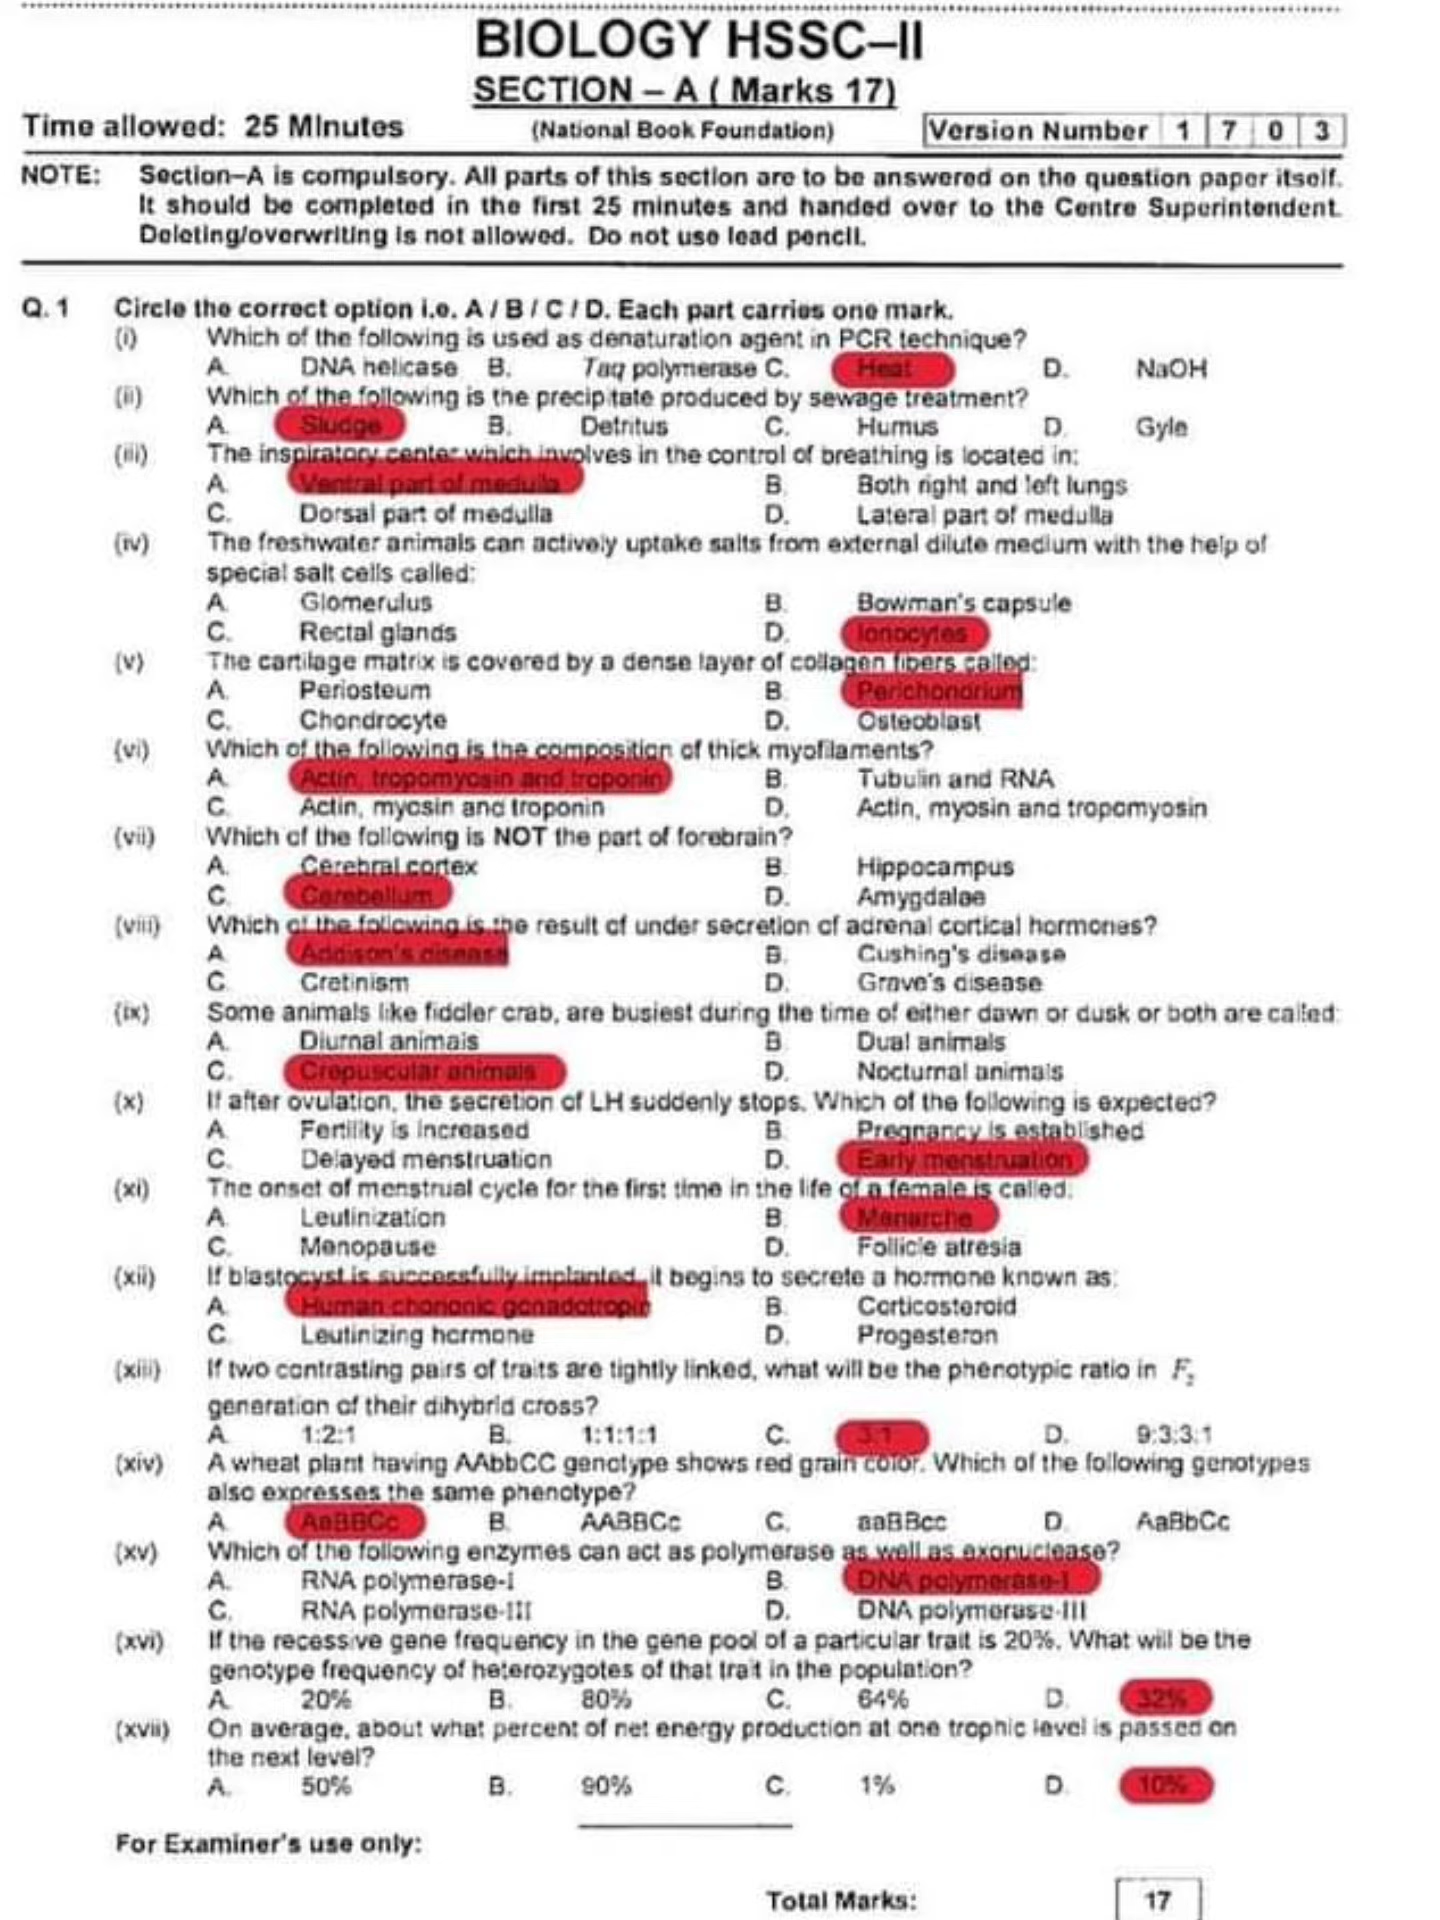 BIOLOGY HSSC–II
SECTION – A ( Marks 17)
Time allowed: 25 Minutes (National Book Foundation) Version Number 1 7 0 3
NOTE: Section–A is compulsory. All parts of this section are to be answered on the question paper itself.
It should be completed in the first 25 minutes and handed over to the Centre Superintendent.
Deleting/overwriting is not allowed. Do not use lead pencil.
Q. 1 Circle the correct option i.e. A / B / C / D. Each part carries one mark.
(i) Which of the following is used as denaturation agent in PCR technique?
A. DNA helicase B. Taq polymerase C. Heat D. NaOH
(ii) Which of the following is the precipitate produced by sewage treatment?
A. Sludge B. Detritus C. Humus D. Gyle
(iii) The inspiratory center which involves in the control of breathing is located in:
A. Ventral part of medulla B. Both right and left lungs
C. Dorsal part of medulla D. Lateral part of medulla
(iv) The freshwater animals can actively uptake salts from external dilute medium with the help of
special salt cells called:
A. Glomerulus B. Bowman's capsule
C. Rectal glands D. Ionocytes
(v) The cartilage matrix is covered by a dense layer of collagen fibers called:
A. Periosteum B. Perichondrium
C. Chondrocyte D. Osteoblast
(vi) Which of the following is the composition of thick myofilaments?
A. Actin, tropomyosin and troponin B. Tubulin and RNA
C. Actin, myosin and troponin D. Actin, myosin and tropomyosin
(vii) Which of the following is NOT the part of forebrain?
A. Cerebral cortex B. Hippocampus
C. Cerebellum D. Amygdalae
(viii) Which of the following is the result of under secretion of adrenal cortical hormones?
A. Addison's disease B. Cushing's disease
C. Cretinism D. Grave's disease
(ix) Some animals like fiddler crab, are busiest during the time of either dawn or dusk or both are called:
A. Diurnal animals B. Dual animals
C. Crepuscular animals D. Nocturnal animals
(x) If after ovulation, the secretion of LH suddenly stops. Which of the following is expected?
A. Fertility is increased B. Pregnancy is established
C. Delayed menstruation D. Early menstruation
(xi) The onset of menstrual cycle for the first time in the life of a female is called:
A. Leutinization B. Menarche
C. Menopause D. Follicle atresia
(xii) If blastocyst is successfully implanted, it begins to secrete a hormone known as:
A. Human chorionic gonadotropin B. Corticosteroid
C. Leutinizing hormone D. Progesteron
(xiii) If two contrasting pairs of traits are tightly linked, what will be the phenotypic ratio in F₂
generation of their dihybrid cross?
A. 1:2:1 B. 1:1:1:1 C. 3:1 D. 9:3:3:1
(xiv) A wheat plant having AAbbCC genotype shows red grain color. Which of the following genotypes
also expresses the same phenotype?
A. AaBBCc B. AABBCc C. aaBBcc D. AaBbCc
(xv) Which of the following enzymes can act as polymerase as well as exonuclease?
A. RNA polymerase-I B. DNA polymerase-I
C. RNA polymerase-III D. DNA polymerase-III
(xvi) If the recessive gene frequency in the gene pool of a particular trait is 20%. What will be the
genotype frequency of heterozygotes of that trait in the population?
A. 20% B. 80% C. 64% D. 32%
(xvii) On average, about what percent of net energy production at one trophic level is passed on
the next level?
A. 50% B. 90% C. 1% D. 10%
For Examiner's use only:
Total Marks: 17